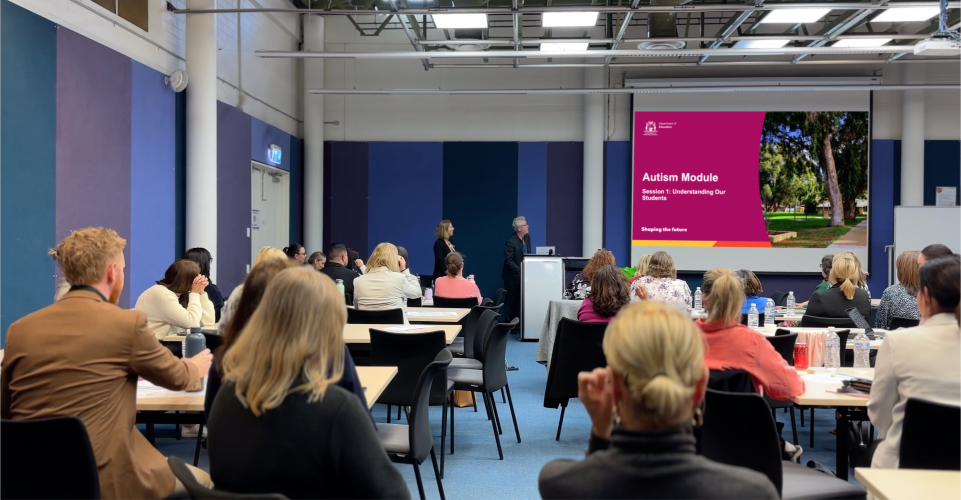 Department of
Education
Autism Module
Session 1: Understanding Our
Students
Shaping the future